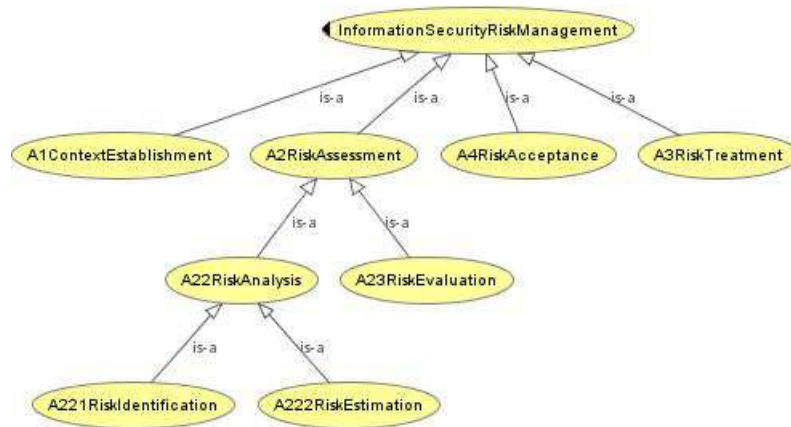 InformationSecurityRiskManagement
is-a
is-a
is-a
is-a
A1ContextEstablishment
A2RiskAssessment
A4RiskAcceptance
A3RiskTreatment
is-a
is-a
A22RiskAnalysis
A23RiskEvaluation
is-a
is-a
A221RiskIdentification
A222RiskEstimation